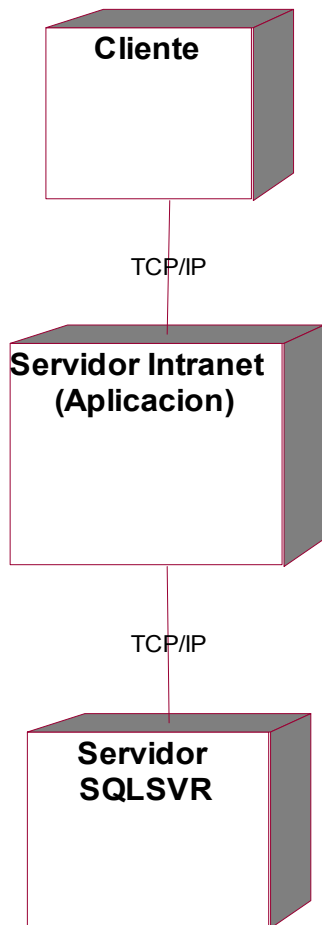 Cliente
TCP/IP
Servidor Intranet
(Aplicacion)
TCP/IP
Servidor
SQLSVR